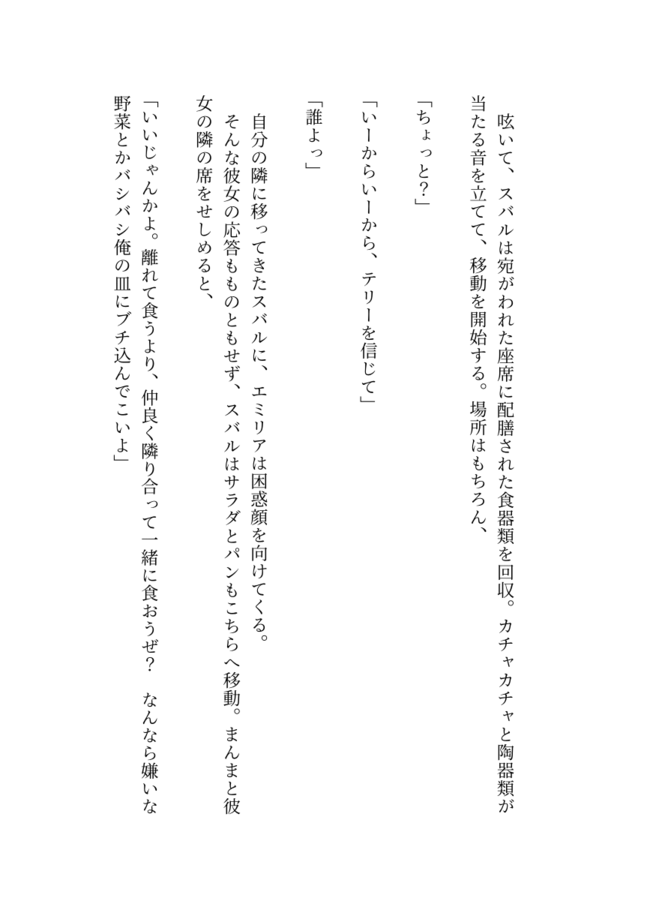 呟いて、スバルは宛がわれた座席に配膳された食器類を回収。カチャカチャと陶器類が
当たる音を立てて、移動を開始する。場所はもちろん、
「ちょっと？」
「いーからいーから、テリーを信じて」
「誰よっ」
　自分の隣に移ってきたスバルに、エミリアは困惑顔を向けてくる。
　そんな彼女の応答もものともせず、スバルはサラダとパンもこちらへ移動。まんまと彼
女の隣の席をせしめると、
「いいじゃんかよ。離れて食うより、仲良く隣り合って一緒に食おうぜ？　なんなら嫌いな
野菜とかバシバシ俺の皿にブチ込んでこいよ」